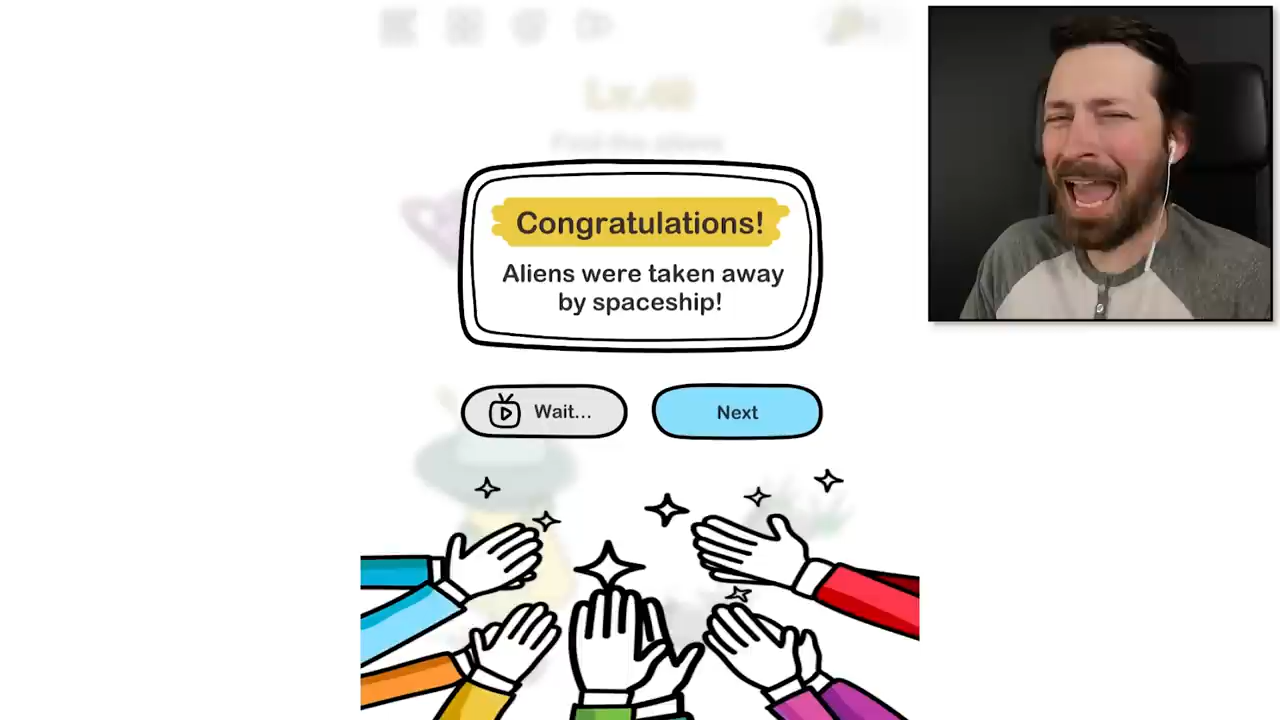 Congratulations!
Aliens were taken away
by spaceship!
Wait...
Next